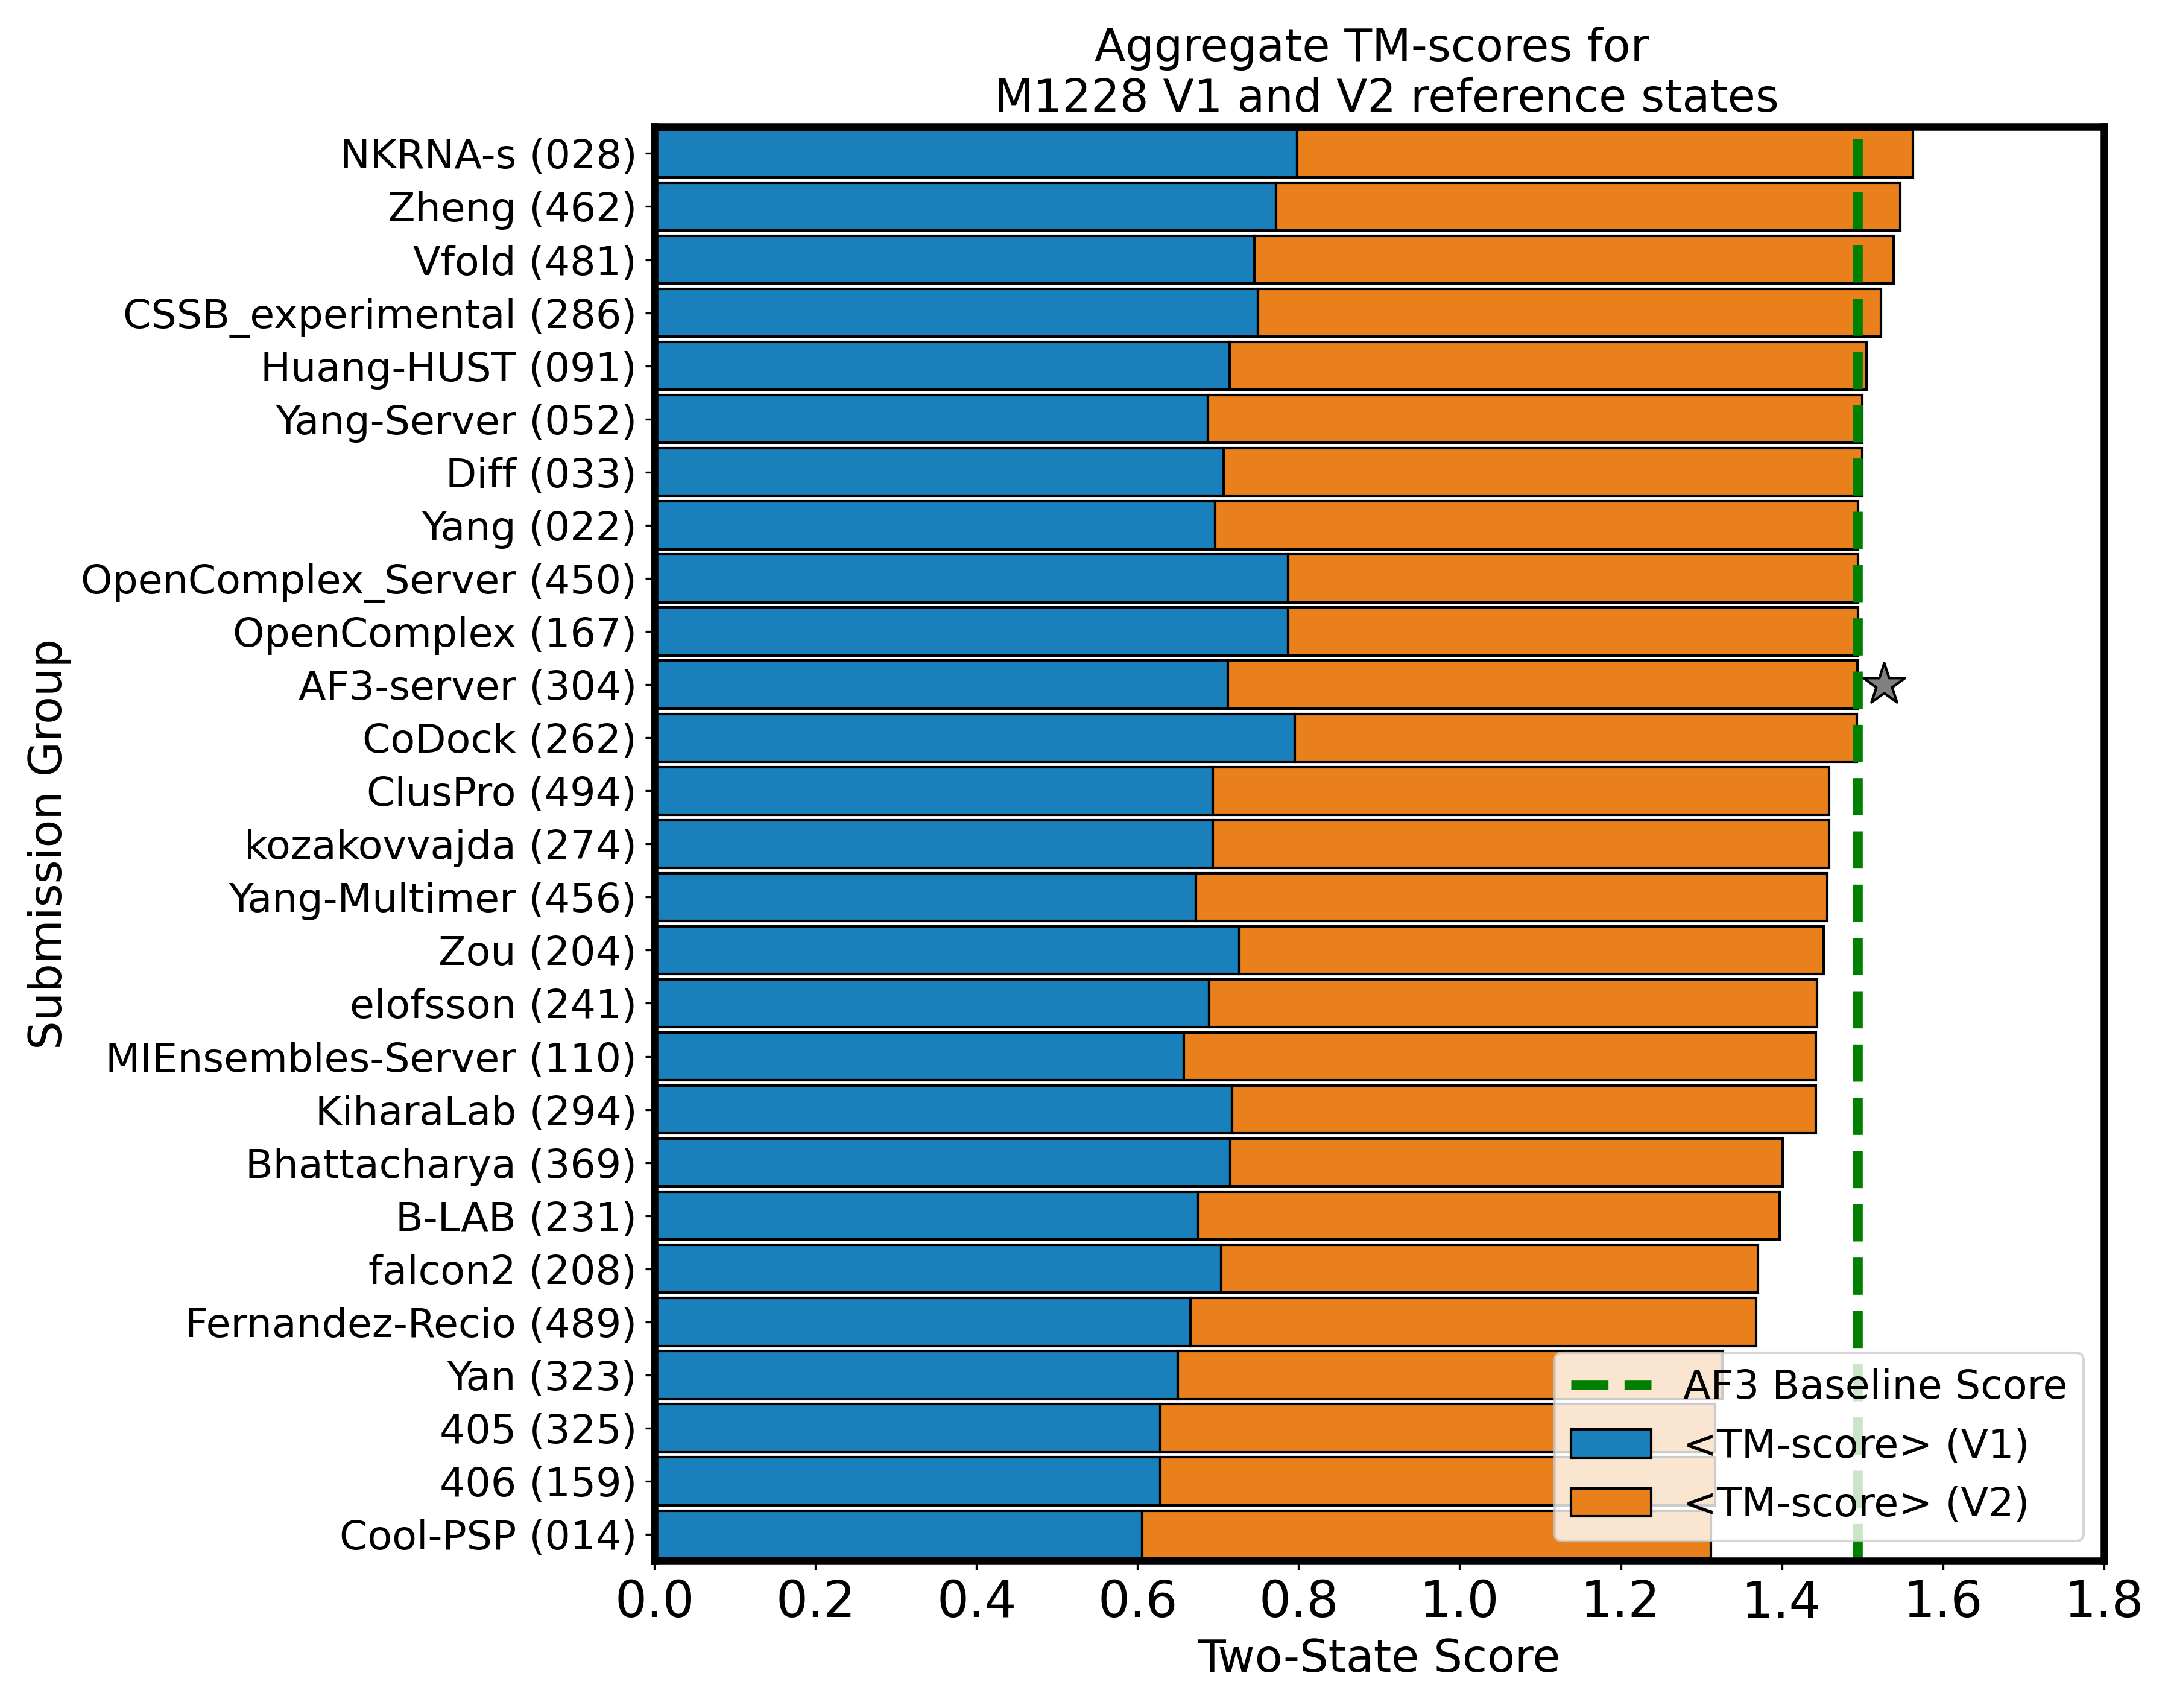 Aggregate TM-scores for
M1228 V1 and V2 reference states
Submission Group
NKRNA-s (028)
Zheng (462)
Vfold (481)
CSSB_experimental (286)
Huang-HUST (091)
Yang-Server (052)
Diff (033)
Yang (022)
OpenComplex_Server (450)
OpenComplex (167)
AF3-server (304)
CoDock (262)
ClusPro (494)
kozakovvajda (274)
Yang-Multimer (456)
Zou (204)
elofsson (241)
MIEnsembles-Server (110)
KiharaLab (294)
Bhattacharya (369)
B-LAB (231)
falcon2 (208)
Fernandez-Recio (489)
Yan (323)
405 (325)
406 (159)
Cool-PSP (014)
AF3 Baseline Score
<TM-score> (V1)
<TM-score> (V2)
0.0 0.2 0.4 0.6 0.8 1.0 1.2 1.4 1.6 1.8
Two-State Score